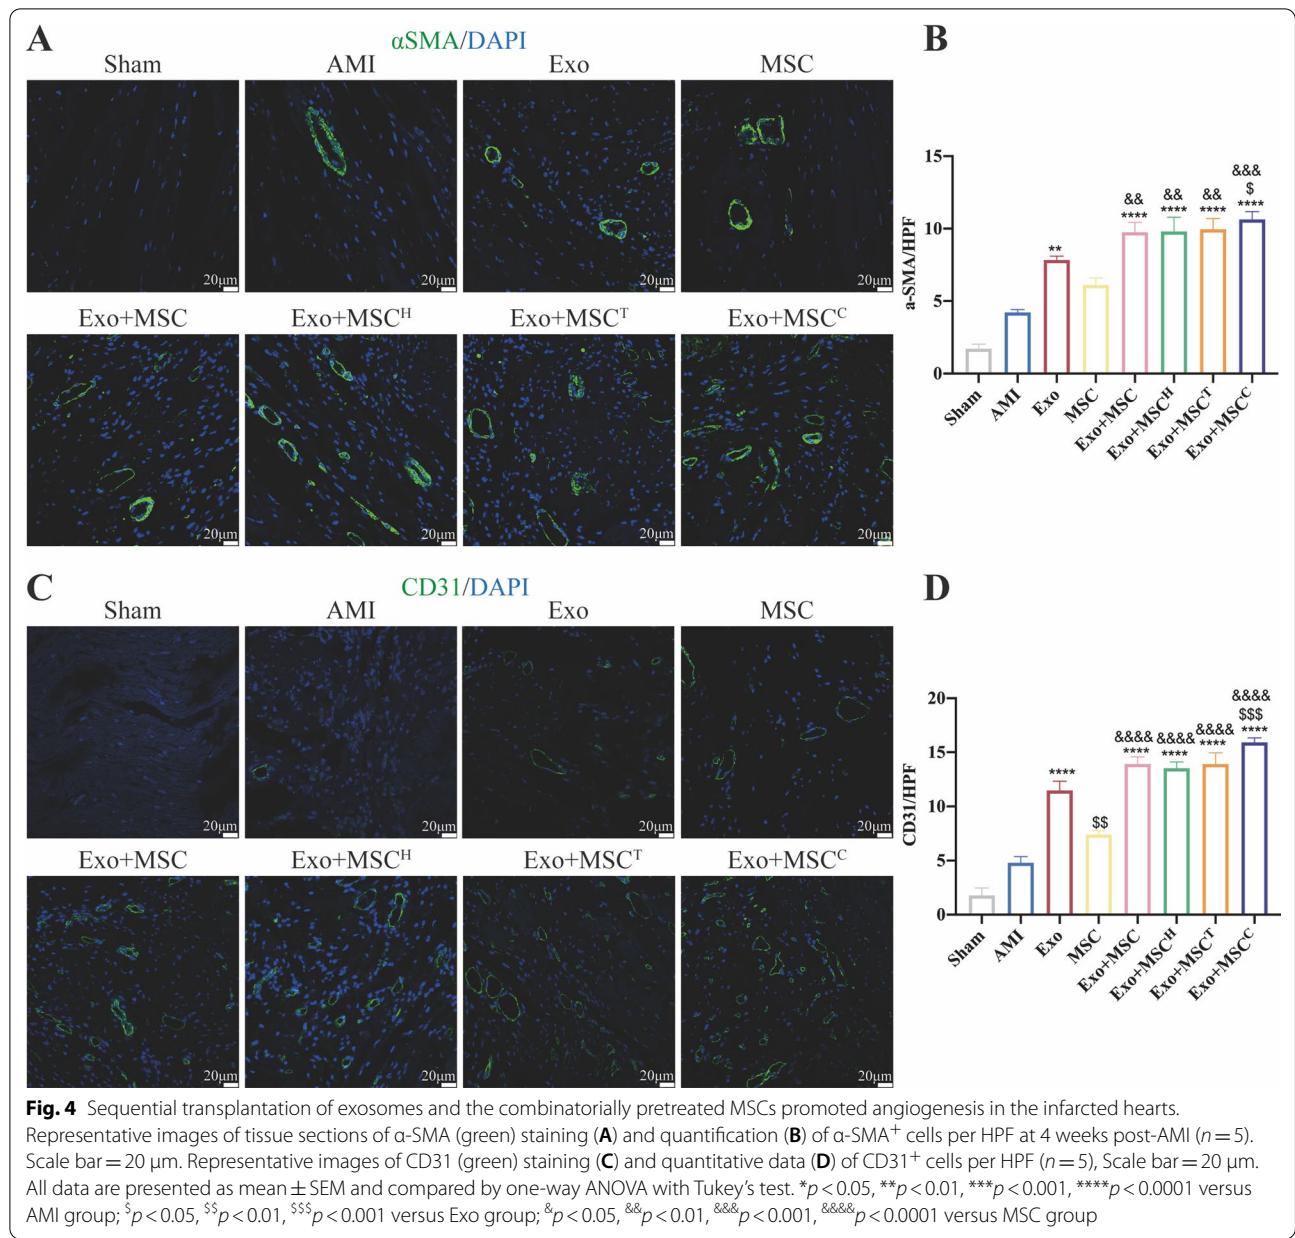 A
αSMA/DAPI
Sham
AMI
Exo
MSC
20μm
20μm
20μm
20μm
Exo+MSC
Exo+MSCᴴ
Exo+MSCᵀ
Exo+MSCᶜ
20μm
20μm
20μm
20μm
B
a-SMA/HPF
15
10
5
0
**
&&
****
&&
****
&&
****
&&&
$
****
Sham
AMI
Exo
MSC
Exo+MSC
Exo+MSCᴴ
Exo+MSCᵀ
Exo+MSCᶜ
C
CD31/DAPI
Sham
AMI
Exo
MSC
20μm
20μm
20μm
20μm
Exo+MSC
Exo+MSCᴴ
Exo+MSCᵀ
Exo+MSCᶜ
20μm
20μm
20μm
20μm
D
CD31/HPF
20
15
10
5
0
****
$$
&&&&
****
&&&&
****
&&&&
****
&&&&
$$$
****
Sham
AMI
Exo
MSC
Exo+MSC
Exo+MSCᴴ
Exo+MSCᵀ
Exo+MSCᶜ
Fig. 4 Sequential transplantation of exosomes and the combinatorially pretreated MSCs promoted angiogenesis in the infarcted hearts.
Representative images of tissue sections of α-SMA (green) staining (A) and quantification (B) of α-SMA⁺ cells per HPF at 4 weeks post-AMI (n = 5).
Scale bar = 20 μm. Representative images of CD31 (green) staining (C) and quantitative data (D) of CD31⁺ cells per HPF (n = 5), Scale bar = 20 μm.
All data are presented as mean ± SEM and compared by one-way ANOVA with Tukey's test. *p < 0.05, **p < 0.01, ***p < 0.001, ****p < 0.0001 versus
AMI group; $p < 0.05, $$p < 0.01, $$$p < 0.001 versus Exo group; &p < 0.05, &&p < 0.01, &&&p < 0.001, &&&&p < 0.0001 versus MSC group